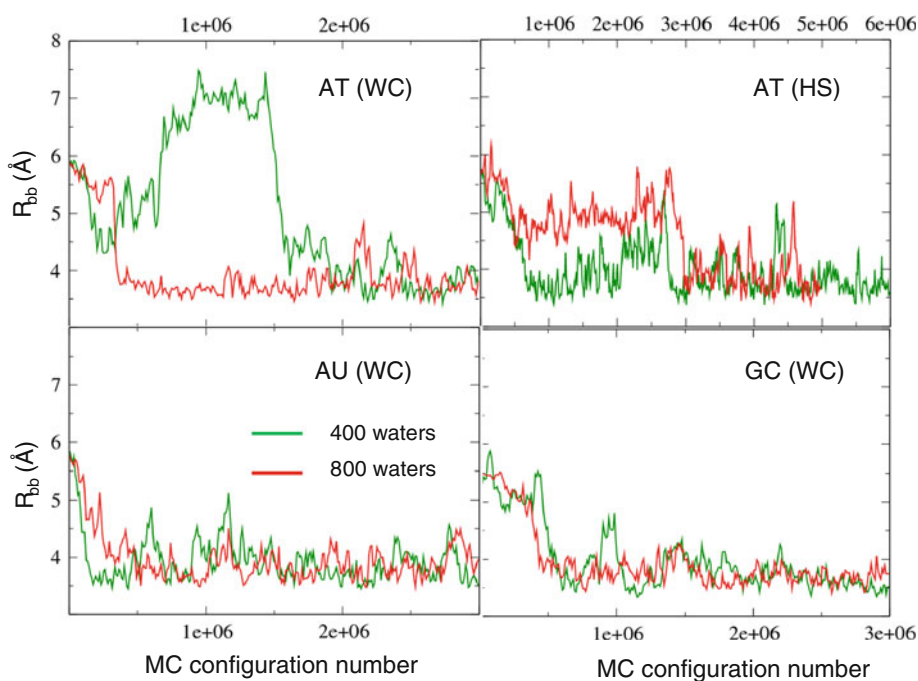 1e+06 2e+06
1e+06 2e+06 3e+06 4e+06 5e+06 6e+06
8
7
6
5
4
R_bb (Å)
AT (WC)
AT (HS)
7
6
5
4
R_bb (Å)
AU (WC)
GC (WC)
400 waters
800 waters
1e+06 2e+06
1e+06 2e+06 3e+06
MC configuration number
MC configuration number